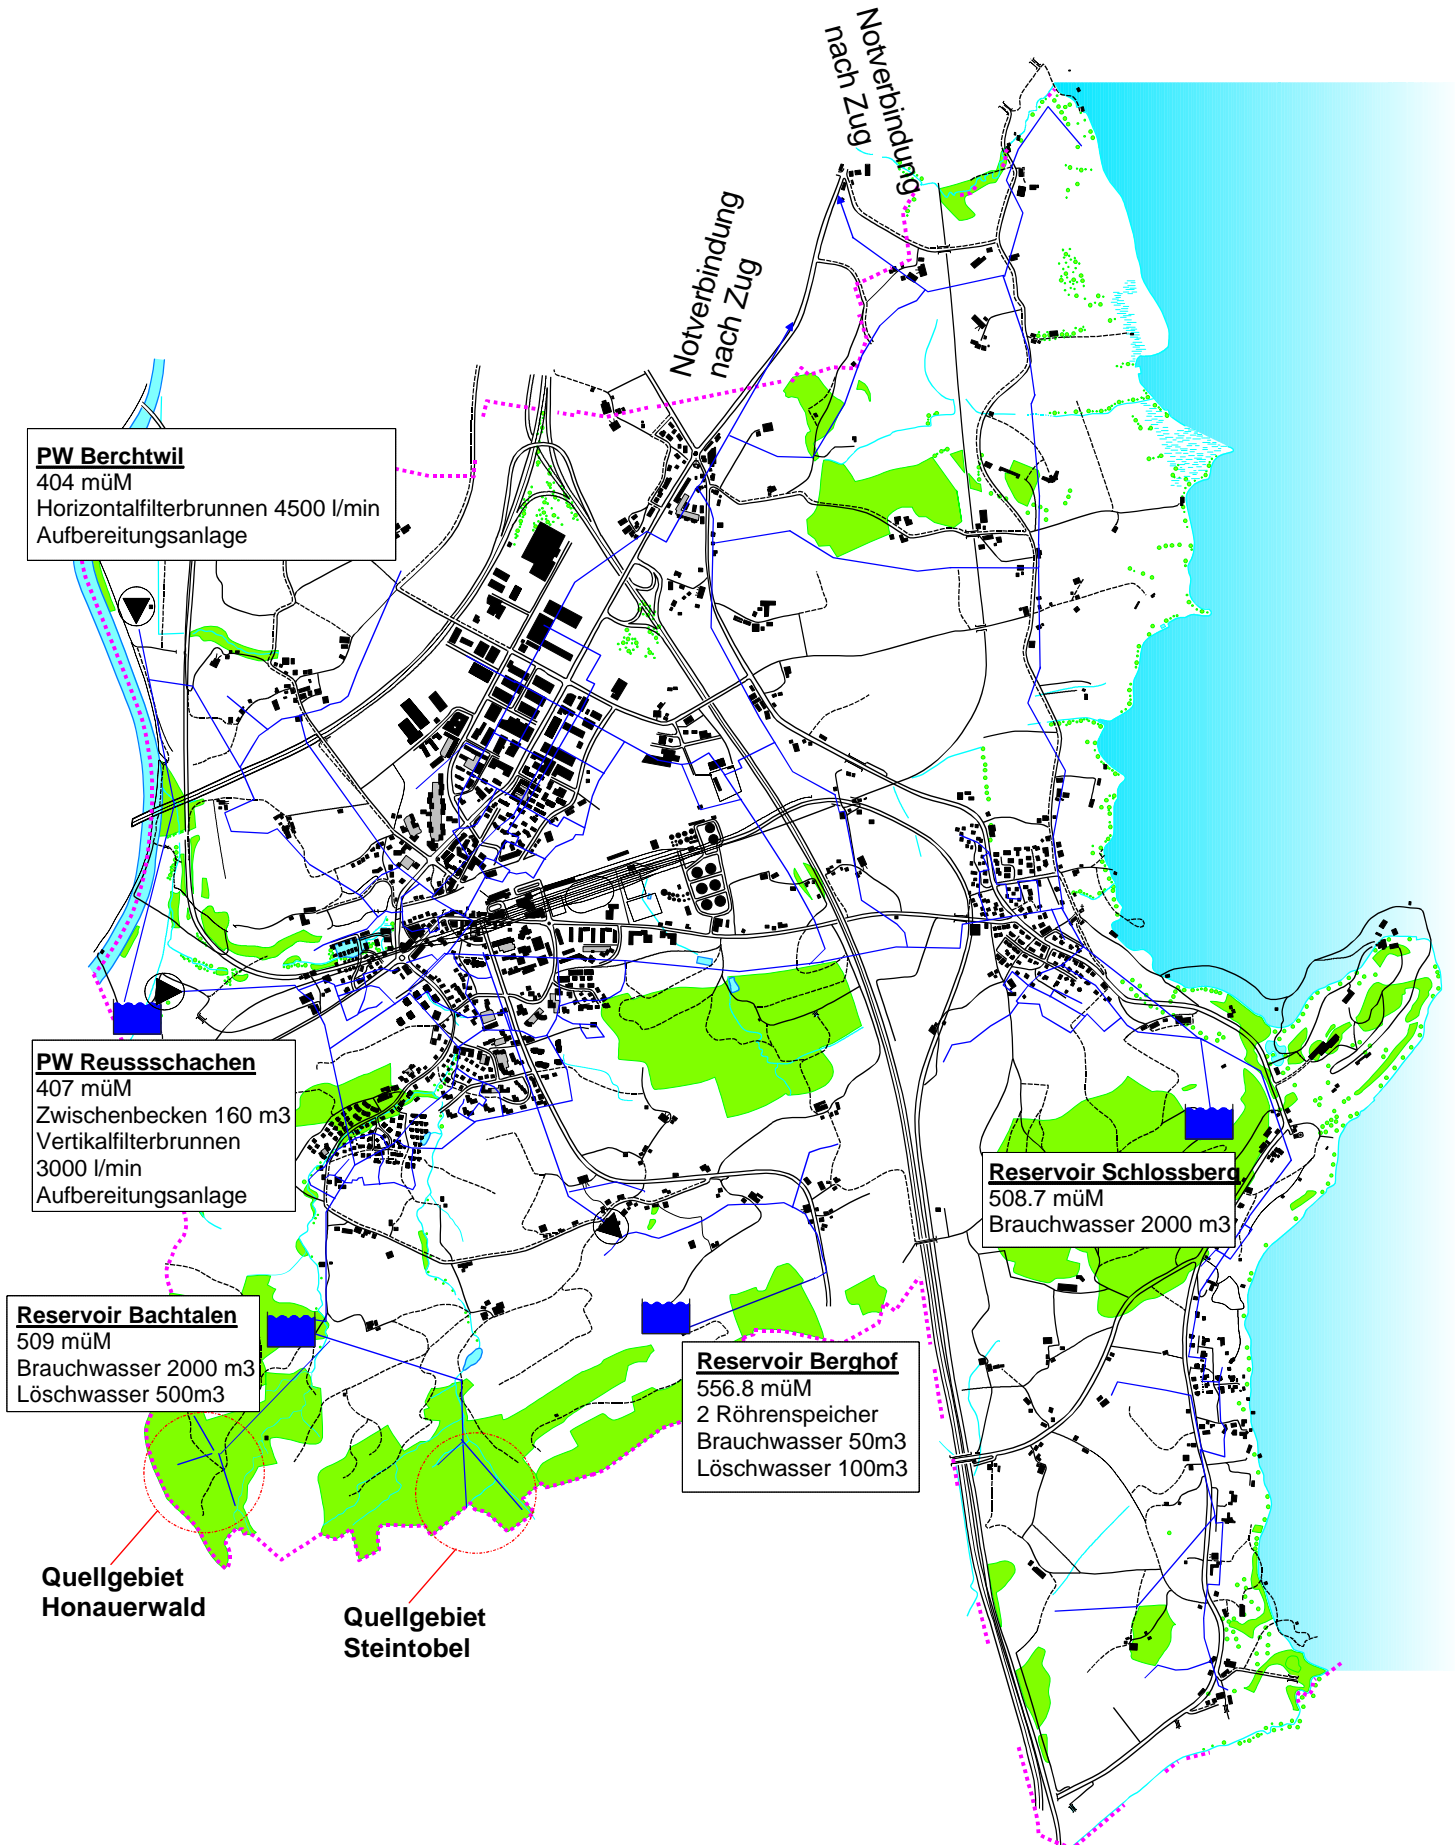 Notverbindung
nach Zug
Notverbindung
nach Zug
PW Berchtwil
404 müM
Horizontalfilterbrunnen 4500 l/min
Aufbereitungsanlage
PW Reussschachen
407 müM
Zwischenbecken 160 m3
Vertikalfilterbrunnen
3000 l/min
Aufbereitungsanlage
Reservoir Schlossberg
508.7 müM
Brauchwasser 2000 m3
Reservoir Bachtalen
509 müM
Brauchwasser 2000 m3
Löschwasser 500m3
Reservoir Berghof
556.8 müM
2 Röhrenspeicher
Brauchwasser 50m3
Löschwasser 100m3
Quellgebiet
Honauerwald
Quellgebiet
Steintobel